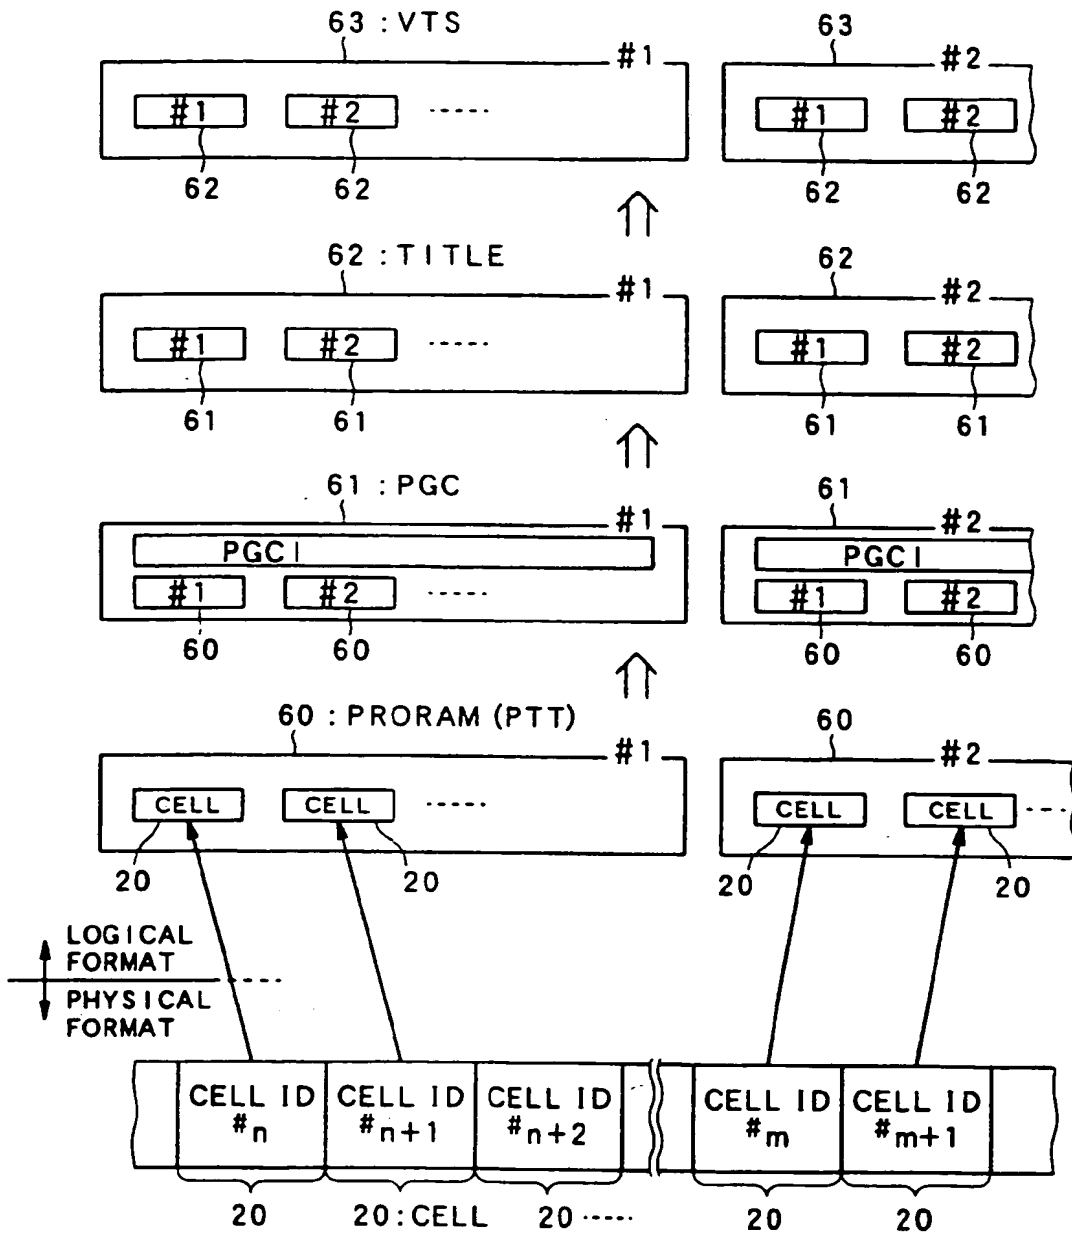 63 : VTS 63
#1 #2
#1 #2 ····· #1 #2
62 62 62 62
62 : TITLE 62
#1 #2
#1 #2 ····· #1 #2
61 61 61 61
61 : PGC 61
#1 #2
PGCI PGCI
#1 #2 ····· #1 #2
60 60 60 60
60 : PRORAM (PTT) 60
#1 #2
CELL CELL ····· CELL CELL ····
20 20 20 20
LOGICAL
FORMAT
PHYSICAL
FORMAT
CELL ID CELL ID CELL ID CELL ID CELL ID
#n #n+1 #n+2 #m #m+1
20 20 : CELL 20 ····· 20 20